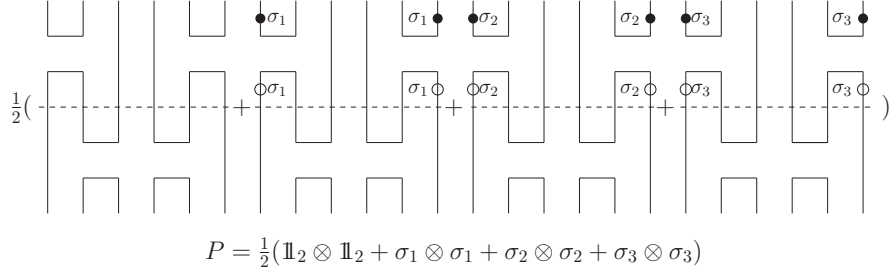 σ₁ σ₁ σ₂ σ₂ σ₃ σ₃
½( + σ₁ σ₁ + σ₂ σ₂ + σ₃ σ₃ )
P = ½(𝟙₂ ⊗ 𝟙₂ + σ₁ ⊗ σ₁ + σ₂ ⊗ σ₂ + σ₃ ⊗ σ₃)